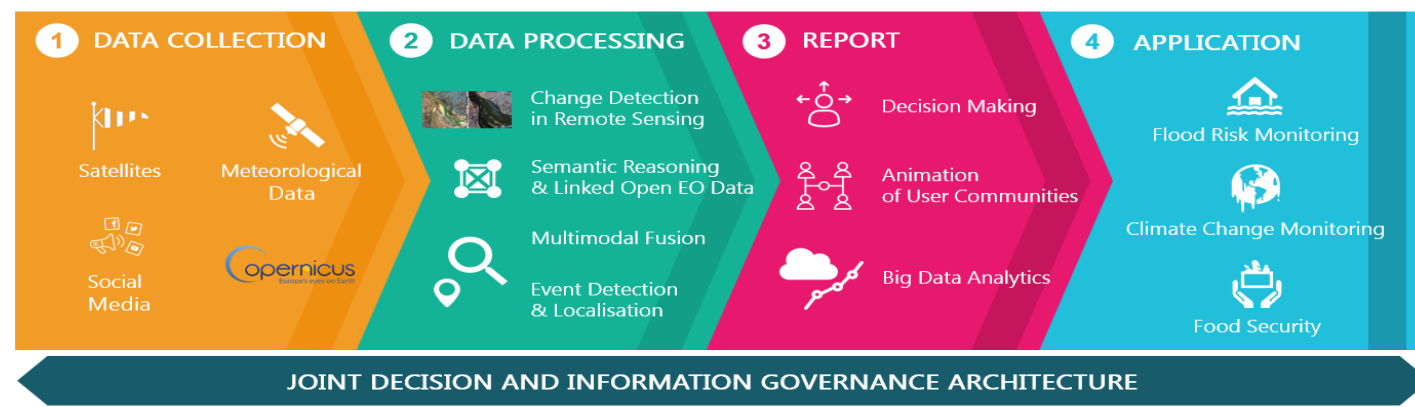 1 DATA COLLECTION
Satellites
Meteorological
Data
Social
Media
opernicus
Europe's eyes on Earth
2 DATA PROCESSING
Change Detection
in Remote Sensing
Semantic Reasoning
& Linked Open EO Data
Multimodal Fusion
Event Detection
& Localisation
3 REPORT
Decision Making
Animation
of User Communities
Big Data Analytics
4 APPLICATION
Flood Risk Monitoring
Climate Change Monitoring
Food Security
JOINT DECISION AND INFORMATION GOVERNANCE ARCHITECTURE